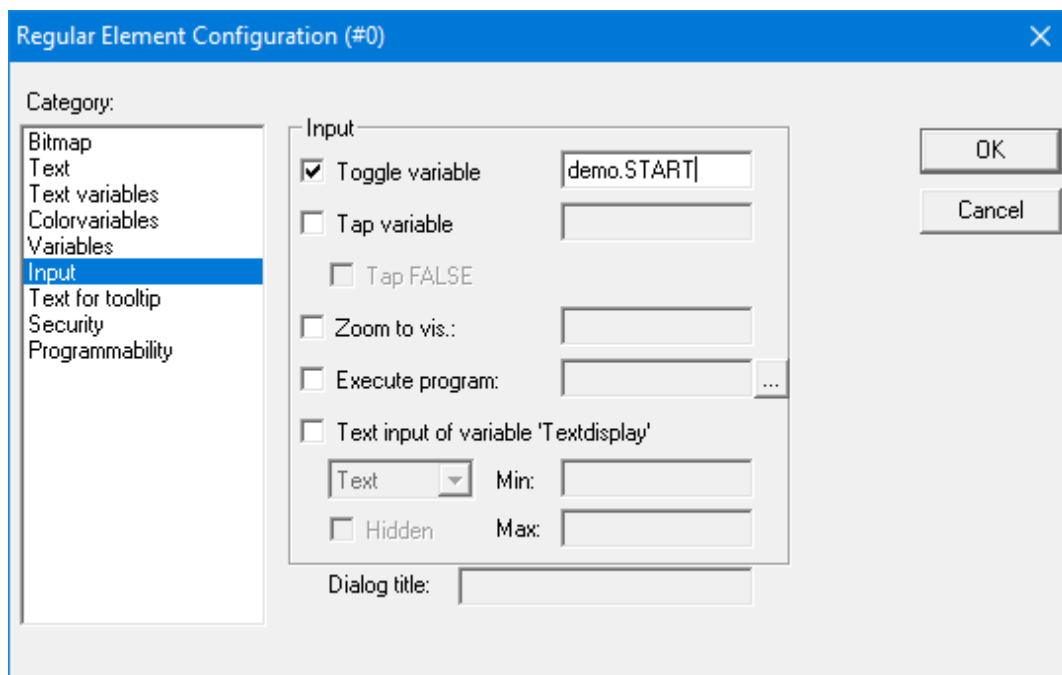 Regular Element Configuration (#0)
Category:
Bitmap
Text
Text variables
Colorvariables
Variables
Input
Text for tooltip
Security
Programmability
Input
Toggle variable demo.START
Tap variable
Tap FALSE
Zoom to vis.:
Execute program: ...
Text input of variable 'Textdisplay'
Text Min:
Hidden Max:
Dialog title:
OK
Cancel